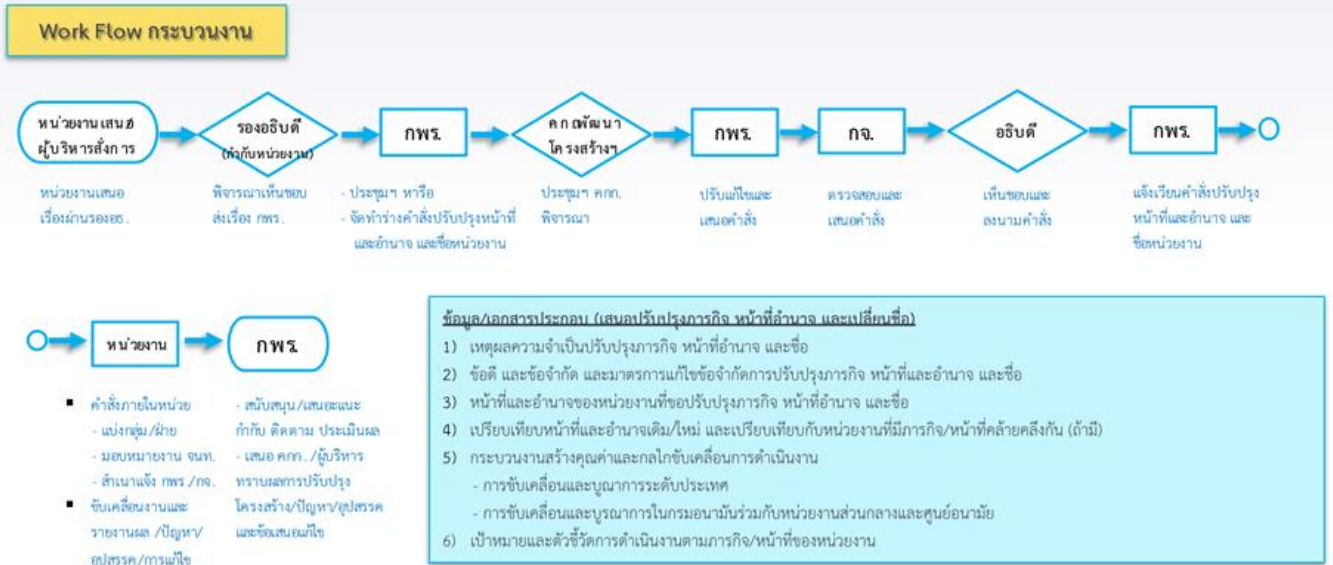 Work Flow กระบวนงาน
หน่วยงานเสนอ
ผู้บริหารสั่งการ
รองอธิบดี
(กำกับหน่วยงาน)
กพร.
คกก.พัฒนา
โครงสร้างฯ
กพร.
กจ.
อธิบดี
กพร.
หน่วยงานเสนอ
เรื่องผ่านรองอธ.
พิจารณาเห็นชอบ
ส่งเรื่อง กพร.
- ประชุมฯ หารือ
- จัดทำร่างคำสั่งปรับปรุงหน้าที่
และอำนาจ และชื่อหน่วยงาน
ประชุมฯ คกก.
พิจารณา
ปรับแก้ไขและ
เสนอคำสั่ง
ตรวจสอบและ
เสนอคำสั่ง
เห็นชอบและ
ลงนามคำสั่ง
แจ้งเวียนคำสั่งปรับปรุง
หน้าที่และอำนาจ และ
ชื่อหน่วยงาน
หน่วยงาน
กพร.
▪ คำสั่งภายในหน่วย
- แบ่งกลุ่ม/ฝ่าย
- มอบหมายงาน จนท.
- สำเนาแจ้ง กพร./กจ.
▪ ขับเคลื่อนงานและ
รายงานผล /ปัญหา/
อุปสรรค/การแก้ไข
- สนับสนุน/เสนอะแนะ
กำกับ ติดตาม ประเมินผล
- เสนอ คกก. /ผู้บริหาร
ทราบผลการปรับปรุง
โครงสร้าง/ปัญหา/อุปสรรค
และข้อเสนอแก้ไข
ข้อมูล/เอกสารประกอบ (เสนอปรับปรุงภารกิจ หน้าที่อำนาจ และเปลี่ยนชื่อ)
1) เหตุผลความจำเป็นปรับปรุงภารกิจ หน้าที่อำนาจ และชื่อ
2) ข้อดี และข้อจำกัด และมาตรการแก้ไขข้อจำกัดการปรับปรุงภารกิจ หน้าที่และอำนาจ และชื่อ
3) หน้าที่และอำนาจของหน่วยงานที่ขอปรับปรุงภารกิจ หน้าที่อำนาจ และชื่อ
4) เปรียบเทียบหน้าที่และอำนาจเดิม/ใหม่ และเปรียบเทียบกับหน่วยงานที่มีภารกิจ/หน้าที่คล้ายคลึงกัน (ถ้ามี)
5) กระบวนงานสร้างคุณค่าและกลไกขับเคลื่อนการดำเนินงาน
- การขับเคลื่อนและบูณาการระดับประเทศ
- การขับเคลื่อนและบูรณาการในกรมอนามัยร่วมกับหน่วยงานส่วนกลางและศูนย์อนามัย
6) เป้าหมายและตัวชี้วัดการดำเนินงานตามภารกิจ/หน้าที่ของหน่วยงาน